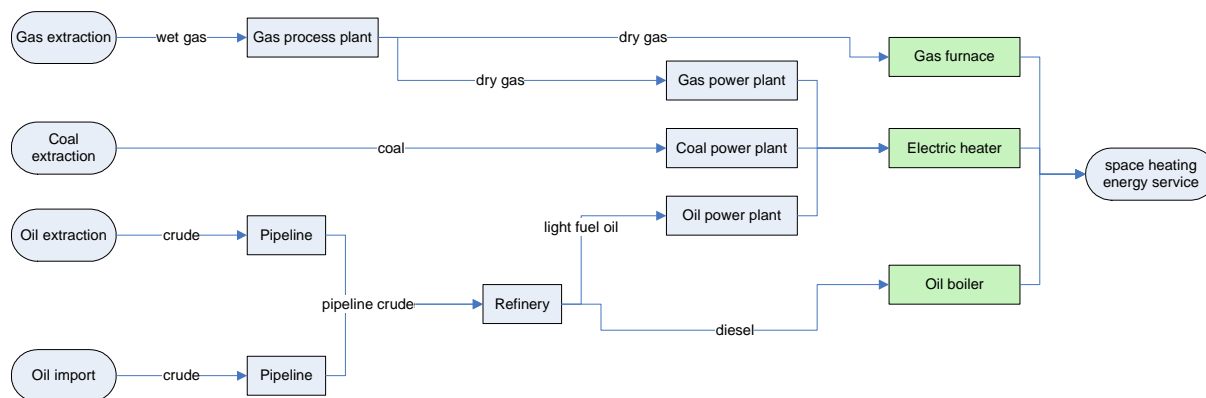 Gas extraction
wet gas
Gas process plant
dry gas
Gas furnace
dry gas
Gas power plant
Coal
extraction
coal
Coal power plant
Electric heater
space heating
energy service
Oil extraction
crude
Pipeline
light fuel oil
Oil power plant
pipeline crude
Refinery
Oil boiler
diesel
Oil import
crude
Pipeline